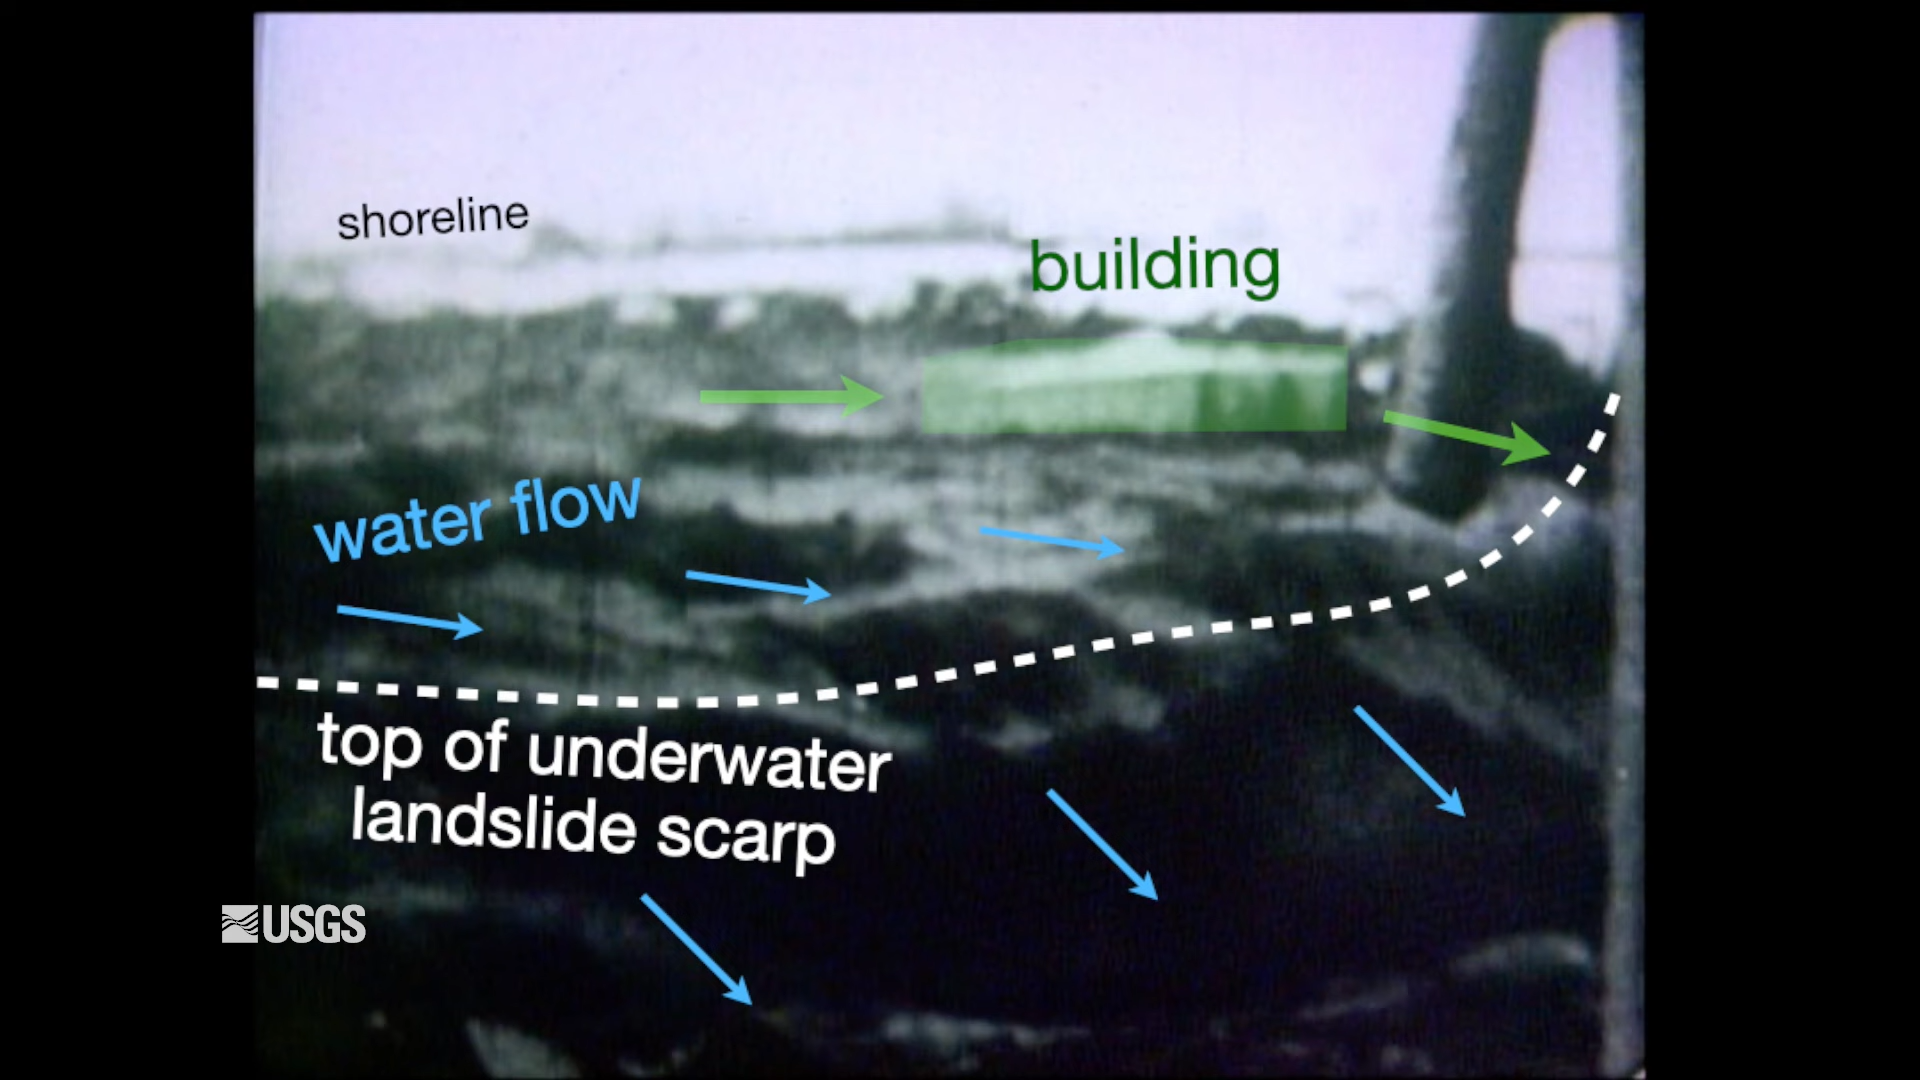 shoreline
building
water flow
top of underwater
landslide scarp
USGS